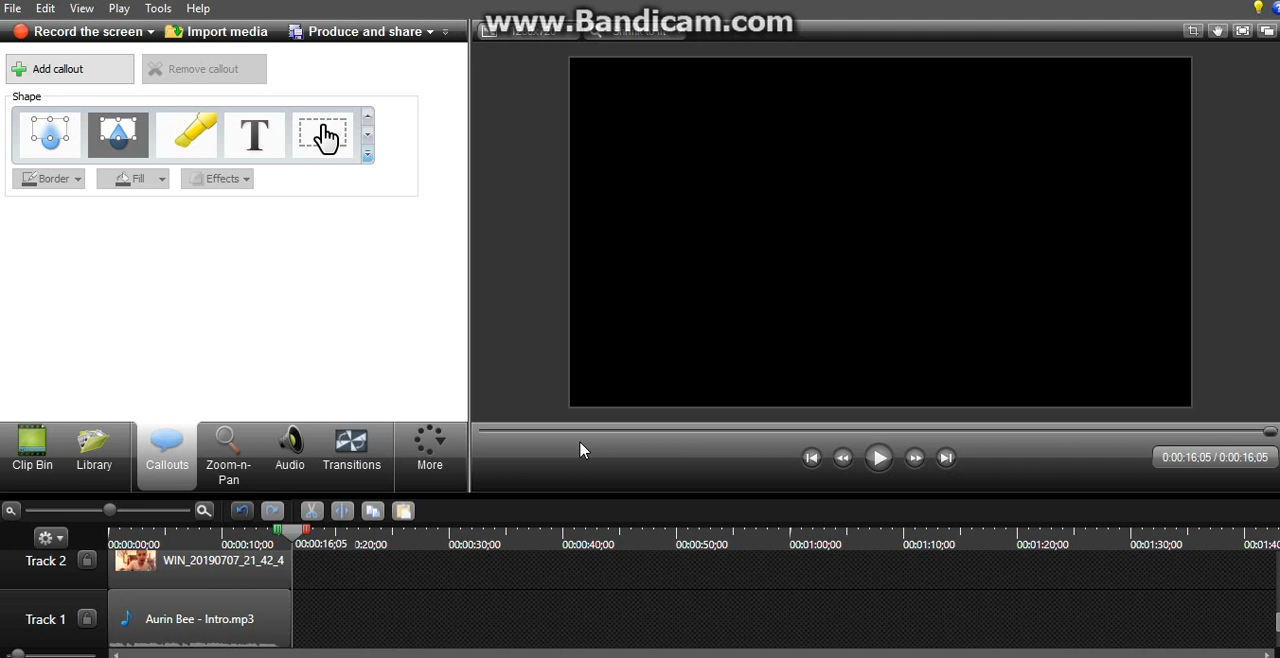 File Edit View Play Tools Help
www.Bandicam.com
Record the screen Import media Produce and share
Add callout Remove callout
Shape
T
Border Fill Effects
Clip Bin Library Callouts Zoom-n-Pan Audio Transitions More
0:00:16,05 / 0:00:16,05
00:00:00;00 00:00:10;00 00:00:16;05 0:20;00 00:00:30;00 00:00:40;00 00:00:50;00 00:01:00;00 00:01:10;00 00:01:20;00 00:01:30;00 00:01:40
Track 2 WIN_20190707_21_42_4
Track 1 Aurin Bee - Intro.mp3